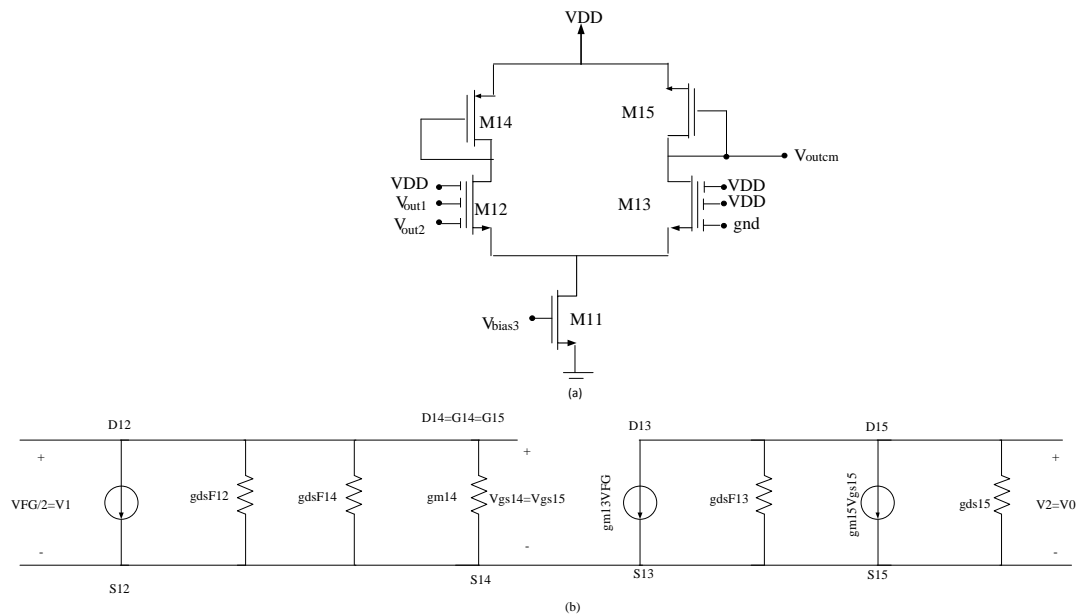 VDD
M14
M15
Voutcm
VDD
Vout1
Vout2
M12
M13
VDD
VDD
gnd
Vbias3
M11
(a)
D12
D14=G14=G15
D13
D15
+
+
+
VFG/2=V1
gdsF12
gdsF14
gm14
Vgs14=Vgs15
gm13VFG
gdsF13
gm15Vgs15
gds15
V2=V0
-
-
-
S12
S14
S13
S15
(b)